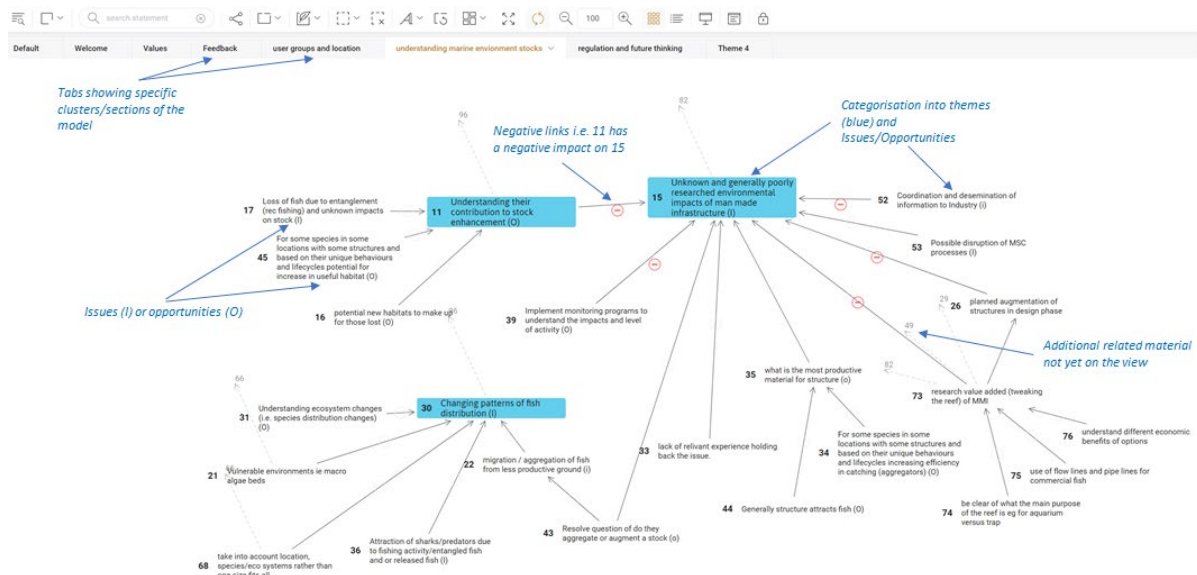 search statement
100
Default Welcome Values Feedback user groups and location understanding marine envionment stocks regulation and future thinking Theme 4
Tabs showing specific
clusters/sections of the
model
96
Negative links i.e. 11 has
a negative impact on 15
82
Categorisation into themes
(blue) and
Issues/Opportunities
17 Loss of fish due to entanglement
(rec fishing) and unknown impacts
on stock (I)
11 Understanding their
contribution to stock
enhancement (O)
15 Unknown and generally poorly
researched environmental
impacts of man made
infrastructure (I)
52 Coordination and desemination of
information to Industry (i)
45 For some species in some
locations with some structures and
based on their unique behaviours
and lifecycles potential for
increase in useful habitat (O)
53 Possible disruption of MSC
processes (I)
Issues (I) or opportunities (O)
16 potential new habitats to make up
for those lost (O)
39 Implement monitoring programs to
understand the impacts and level
of activity (O)
29
26 planned augmentation of
structures in design phase
49
Additional related material
not yet on the view
66
82
35 what is the most productive
material for structure (o)
73 research value added (tweaking
the reef) of MMI
31 Understanding ecosystem changes
(i.e. species distribution changes)
(O)
30 Changing patterns of fish
distribution (I)
76 understand different economic
benefits of options
33 lack of relivant experience holding
back the issue.
34 For some species in some
locations with some structures and
based on their unique behaviours
and lifecycles increasing efficiency
in catching (aggregators) (O)
21 Vulnerable environments ie macro
algae beds
22 migration / aggregation of fish
from less productive ground (i)
75 use of flow lines and pipe lines for
commercial fish
44 Generally structure attracts fish (O)
74 be clear of what the main purpose
of the reef is eg for aquarium
versus trap
43 Resolve question of do they
aggregate or augment a stock (o)
36 Attraction of sharks/predators due
to fishing activity/entangled fish
and or released fish (I)
68 take into account location,
species/eco systems rather than
one size fits all